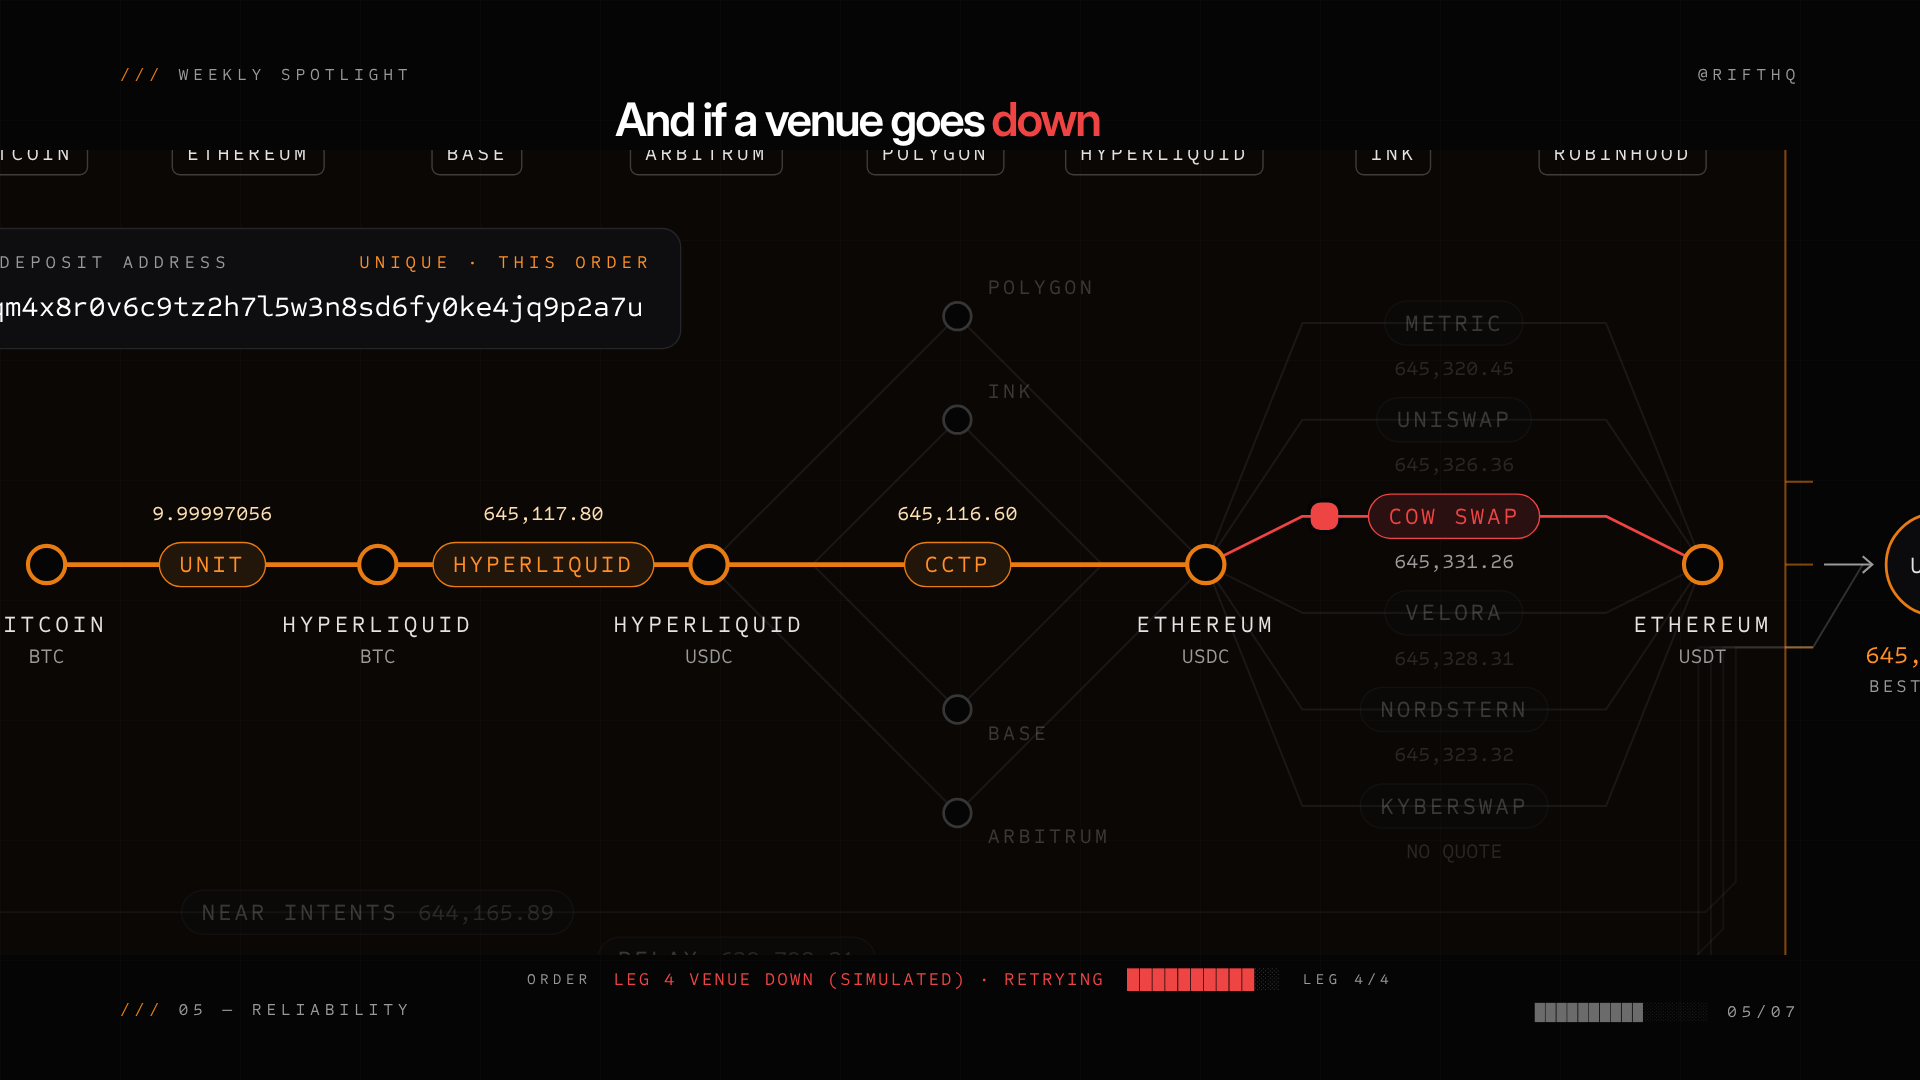 /// WEEKLY SPOTLIGHT
@RIFTHQ
And if a venue goes down
TCOIN
ETHEREUM
BASE
ARBITRUM
POLYGON
HYPERLIQUID
INK
ROBINHOOD
DEPOSIT ADDRESS
UNIQUE · THIS ORDER
qm4x8r0v6c9tz2h7l5w3n8sd6fy0ke4jq9p2a7u
POLYGON
INK
METRIC
645,320.45
UNISWAP
645,326.36
9.99997056
645,117.80
645,116.60
COW SWAP
645,331.26
UNIT
HYPERLIQUID
CCTP
ITCOIN
BTC
HYPERLIQUID
BTC
HYPERLIQUID
USDC
ETHEREUM
USDC
VELORA
645,328.31
ETHEREUM
USDT
645,
BEST
NORDSTERN
645,323.32
BASE
KYBERSWAP
NO QUOTE
ARBITRUM
NEAR INTENTS 644,165.89
ORDER LEG 4 VENUE DOWN (SIMULATED) · RETRYING LEG 4/4
/// 05 — RELIABILITY
05/07